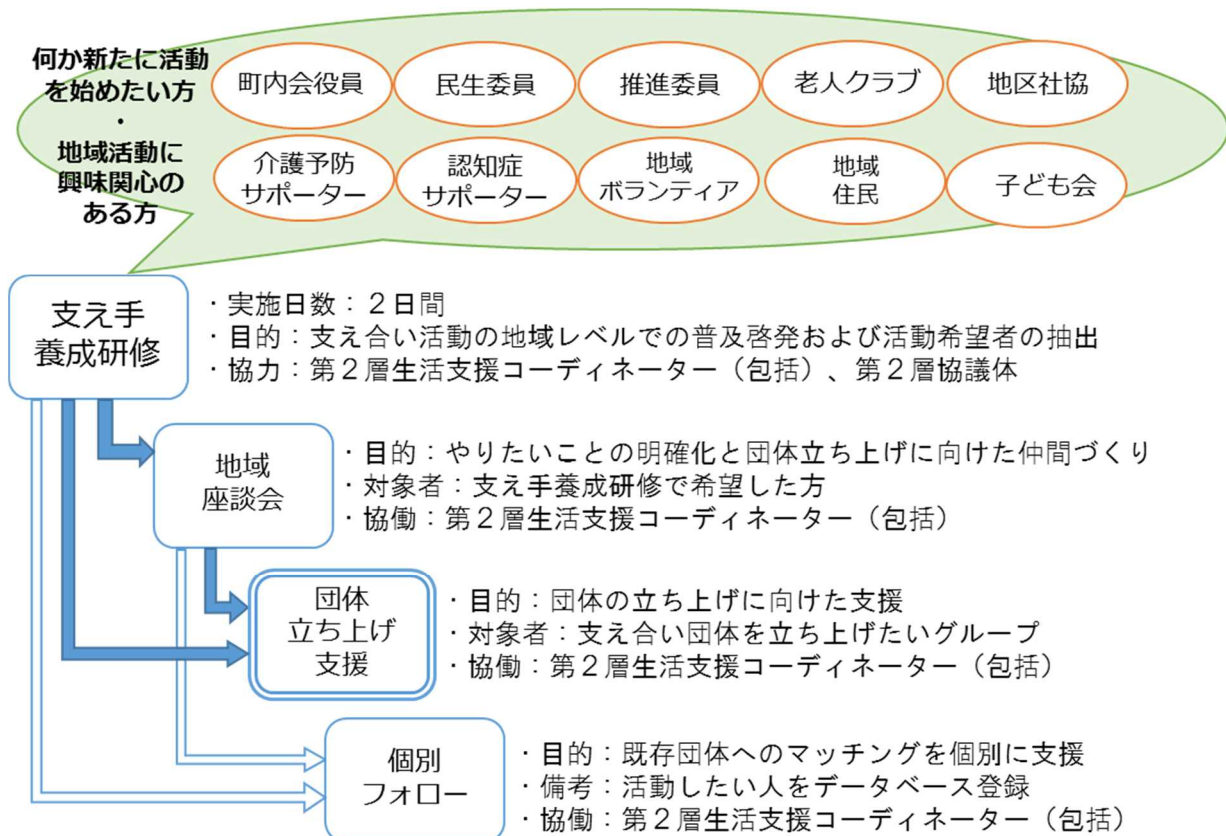 何か新たに活動
を始めたい方
・
地域活動に
興味関心の
ある方
町内会役員
民生委員
推進委員
老人クラブ
地区社協
介護予防
サポーター
認知症
サポーター
地域
ボランティア
地域
住民
子ども会
支え手
養成研修
・実施日数：２日間
・目的：支え合い活動の地域レベルでの普及啓発および活動希望者の抽出
・協力：第２層生活支援コーディネーター（包括）、第２層協議体
地域
座談会
・目的：やりたいことの明確化と団体立ち上げに向けた仲間づくり
・対象者：支え手養成研修で希望した方
・協働：第２層生活支援コーディネーター（包括）
団体
立ち上げ
支援
・目的：団体の立ち上げに向けた支援
・対象者：支え合い団体を立ち上げたいグループ
・協働：第２層生活支援コーディネーター（包括）
個別
フォロー
・目的：既存団体へのマッチングを個別に支援
・備考：活動したい人をデータベース登録
・協働：第２層生活支援コーディネーター（包括）